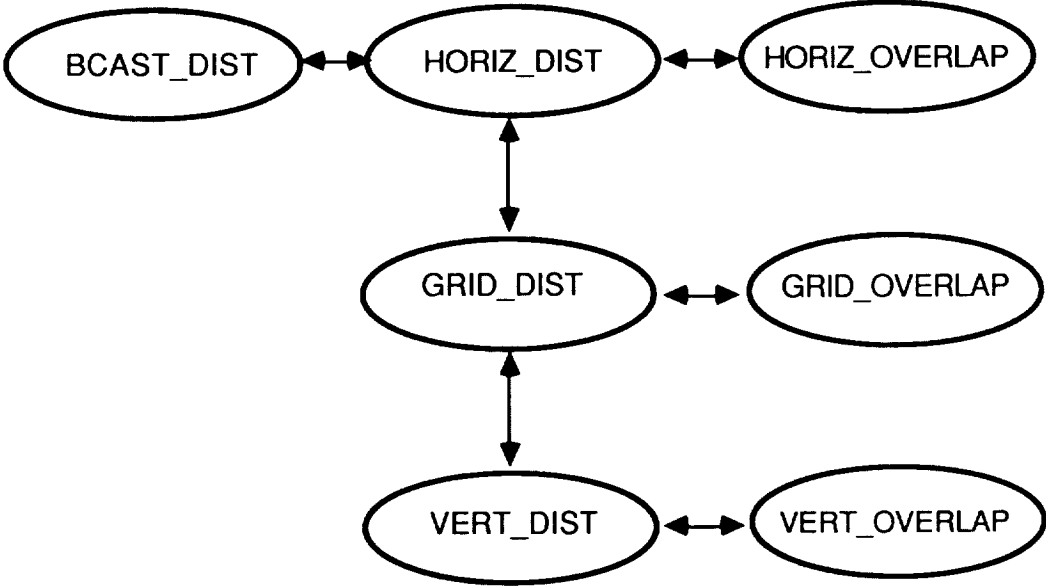 BCAST_DIST
HORIZ_DIST
HORIZ_OVERLAP
GRID_DIST
GRID_OVERLAP
VERT_DIST
VERT_OVERLAP